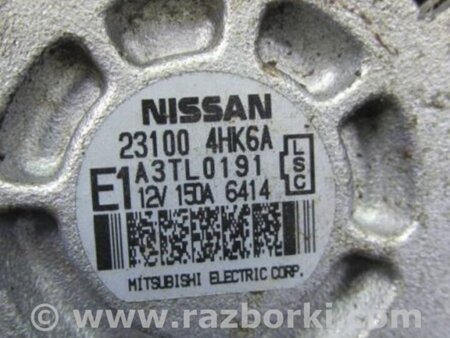 NISSAN
23100 4HK6A
A3TL0191
E1
12V 150A 6414
LSC
MITSUBISHI ELECTRIC CORP.
© www.razborki.com